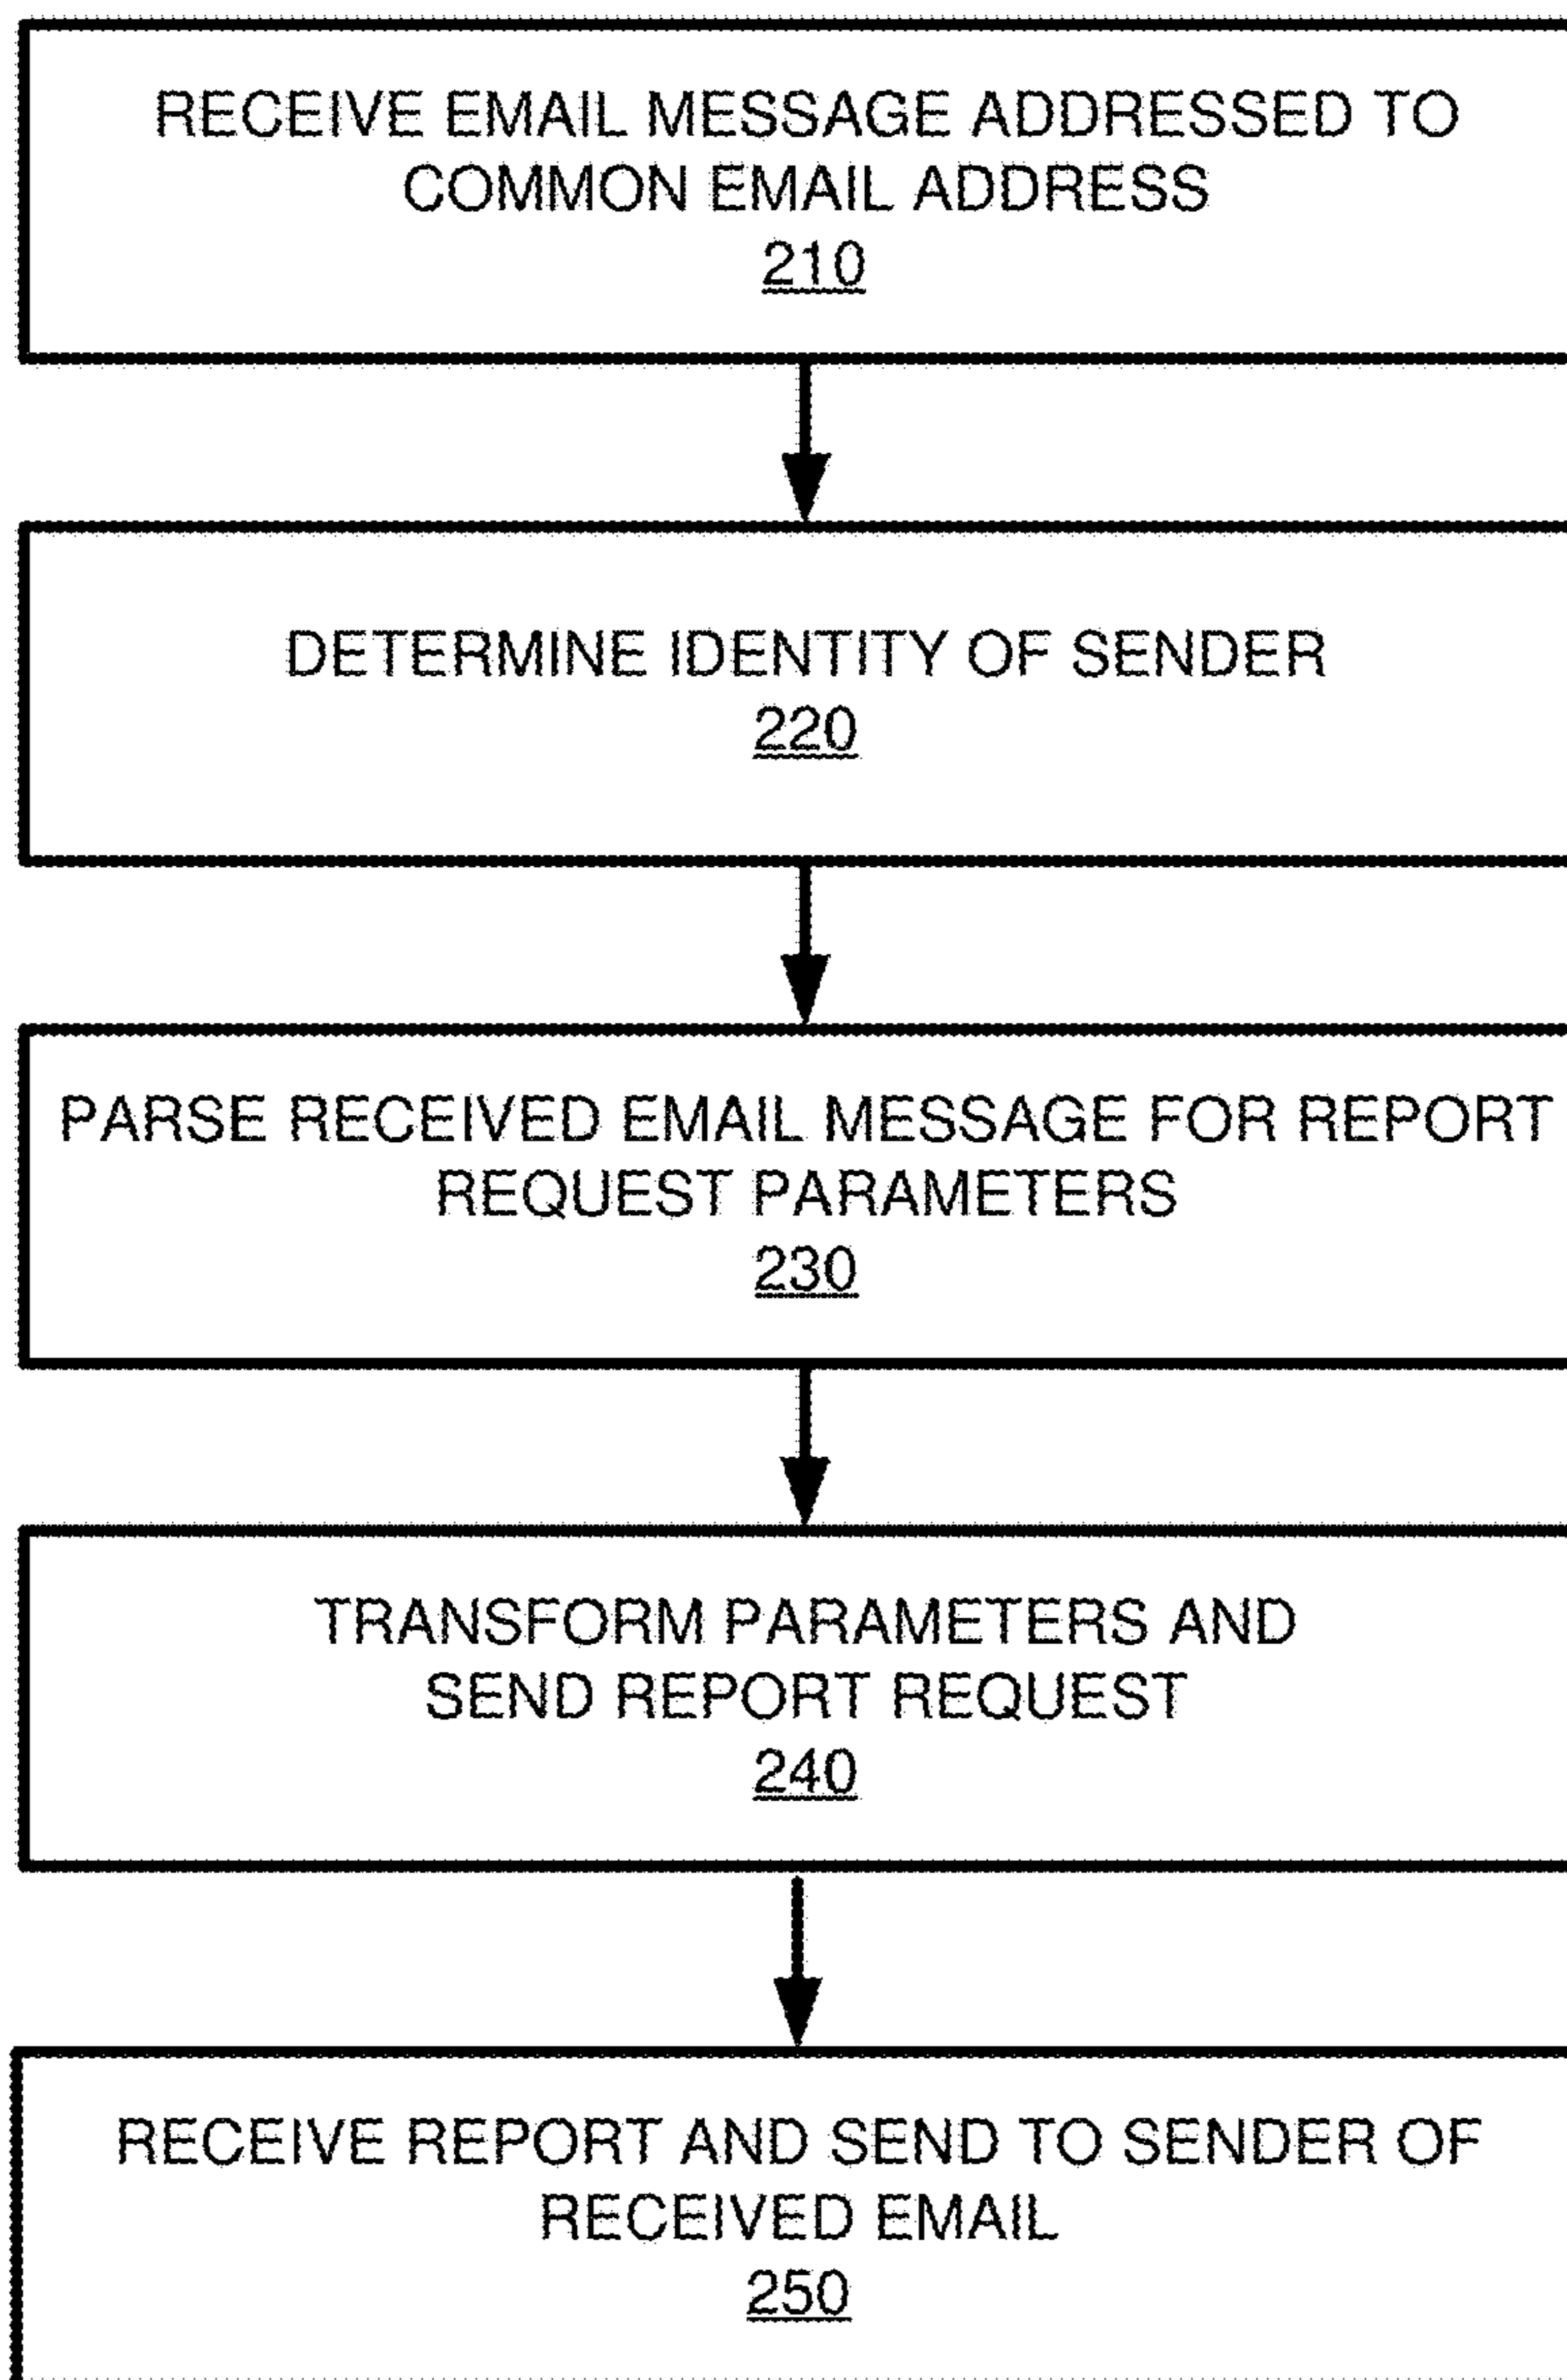 RECEIVE EMAIL MESSAGE ADDRESSED TO
COMMON EMAIL ADDRESS
210
DETERMINE IDENTITY OF SENDER
220
PARSE RECEIVED EMAIL MESSAGE FOR REPORT
REQUEST PARAMETERS
230
TRANSFORM PARAMETERS AND
SEND REPORT REQUEST
240
RECEIVE REPORT AND SEND TO SENDER OF
RECEIVED EMAIL
250